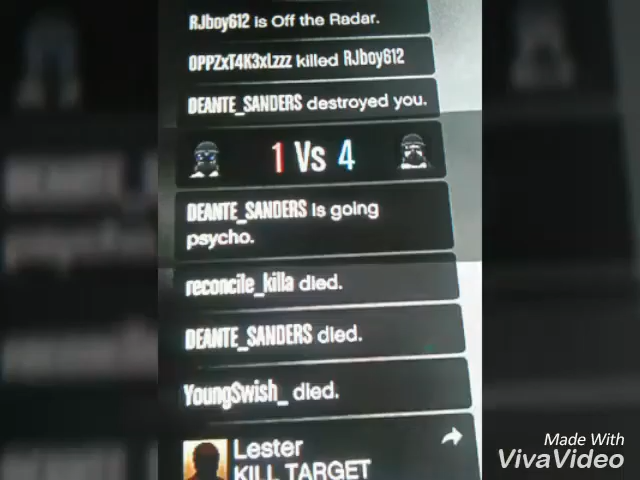 RJboy612 is Off the Radar.
OPPZxT4K3xLzzz killed RJboy612
DEANTE_SANDERS destroyed you.
1 Vs 4
DEANTE_SANDERS is going
psycho.
reconcile_killa died.
DEANTE_SANDERS died.
YoungSwish_ died.
Lester
KILL TARGET
Made With
VivaVideo